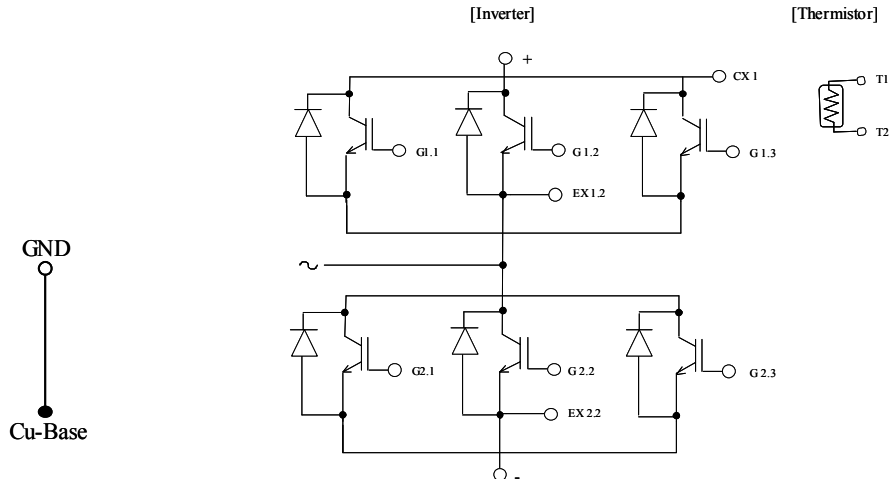 [Inverter]
[Thermistor]
+
CX 1
T1
G1.1
G 1.2
G 1.3
T2
EX 1.2
GND
~
G2.1
G 2.2
G 2.3
EX 2.2
Cu-Base
-